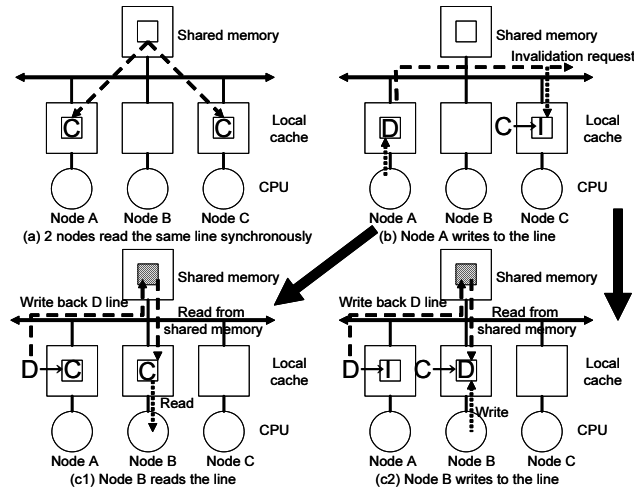 Shared memory
C
C
Local
cache
CPU
Node A Node B Node C
(a) 2 nodes read the same line synchronously
Shared memory
Invalidation request
D
C
I
Local
cache
CPU
Node A Node B Node C
(b) Node A writes to the line
Shared memory
Write back D line
Read from
shared memory
D
C
C
Local
cache
Read
CPU
Node A Node B Node C
(c1) Node B reads the line
Shared memory
Write back D line
Read from
shared memory
D
I
C
D
Local
cache
Write
CPU
Node A Node B Node C
(c2) Node B writes to the line